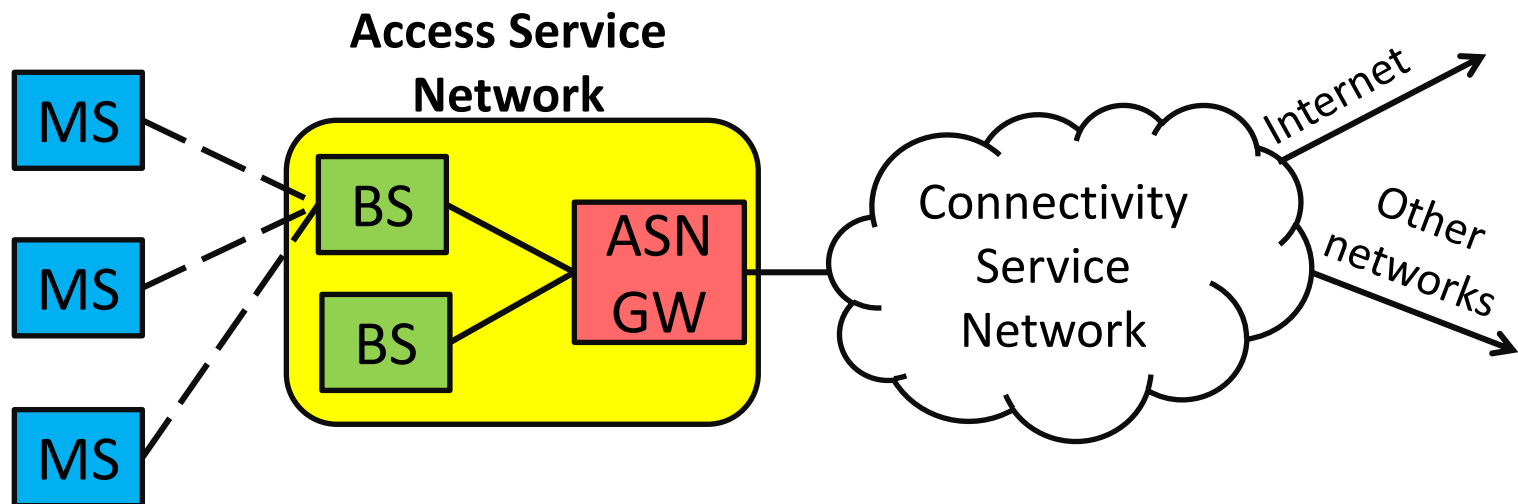 Access Service
Network
MS
MS
MS
BS
BS
ASN
GW
Connectivity
Service
Network
Internet
Other
networks